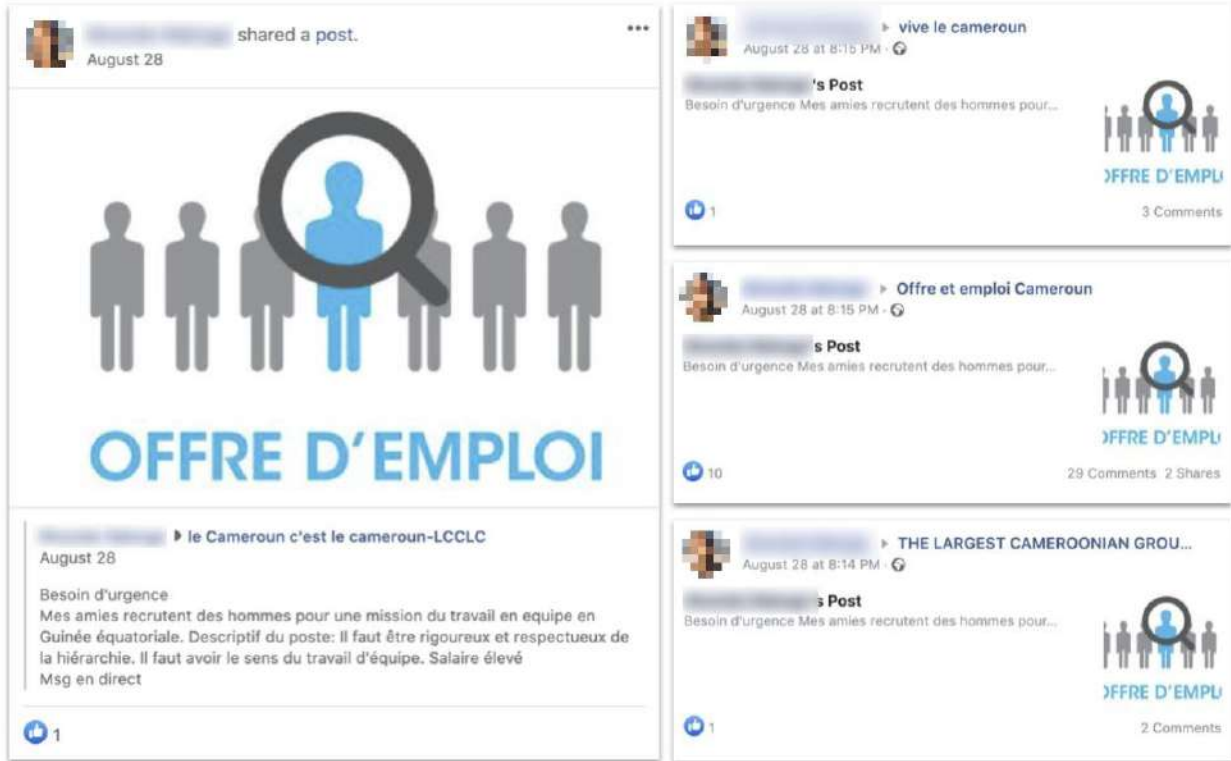 shared a post.
August 28
OFFRE D'EMPLOI
le Cameroun c'est le cameroun-LCCLC
August 28
Besoin d'urgence
Mes amies recrutent des hommes pour une mission du travail en equipe en
Guinée équatoriale. Descriptif du poste: Il faut être rigoureux et respectueux de
la hiérarchie. Il faut avoir le sens du travail d'équipe. Salaire élevé
Msg en direct
1
vive le cameroun
August 28 at 8:15 PM
's Post
Besoin d'urgence Mes amies recrutent des hommes pour...
OFFRE D'EMPL
1
3 Comments
Offre et emploi Cameroun
August 28 at 8:15 PM
s Post
Besoin d'urgence Mes amies recrutent des hommes pour...
OFFRE D'EMPL
10
29 Comments 2 Shares
THE LARGEST CAMEROONIAN GROU...
August 28 at 8:14 PM
s Post
Besoin d'urgence Mes amies recrutent des hommes pour...
OFFRE D'EMPL
1
2 Comments